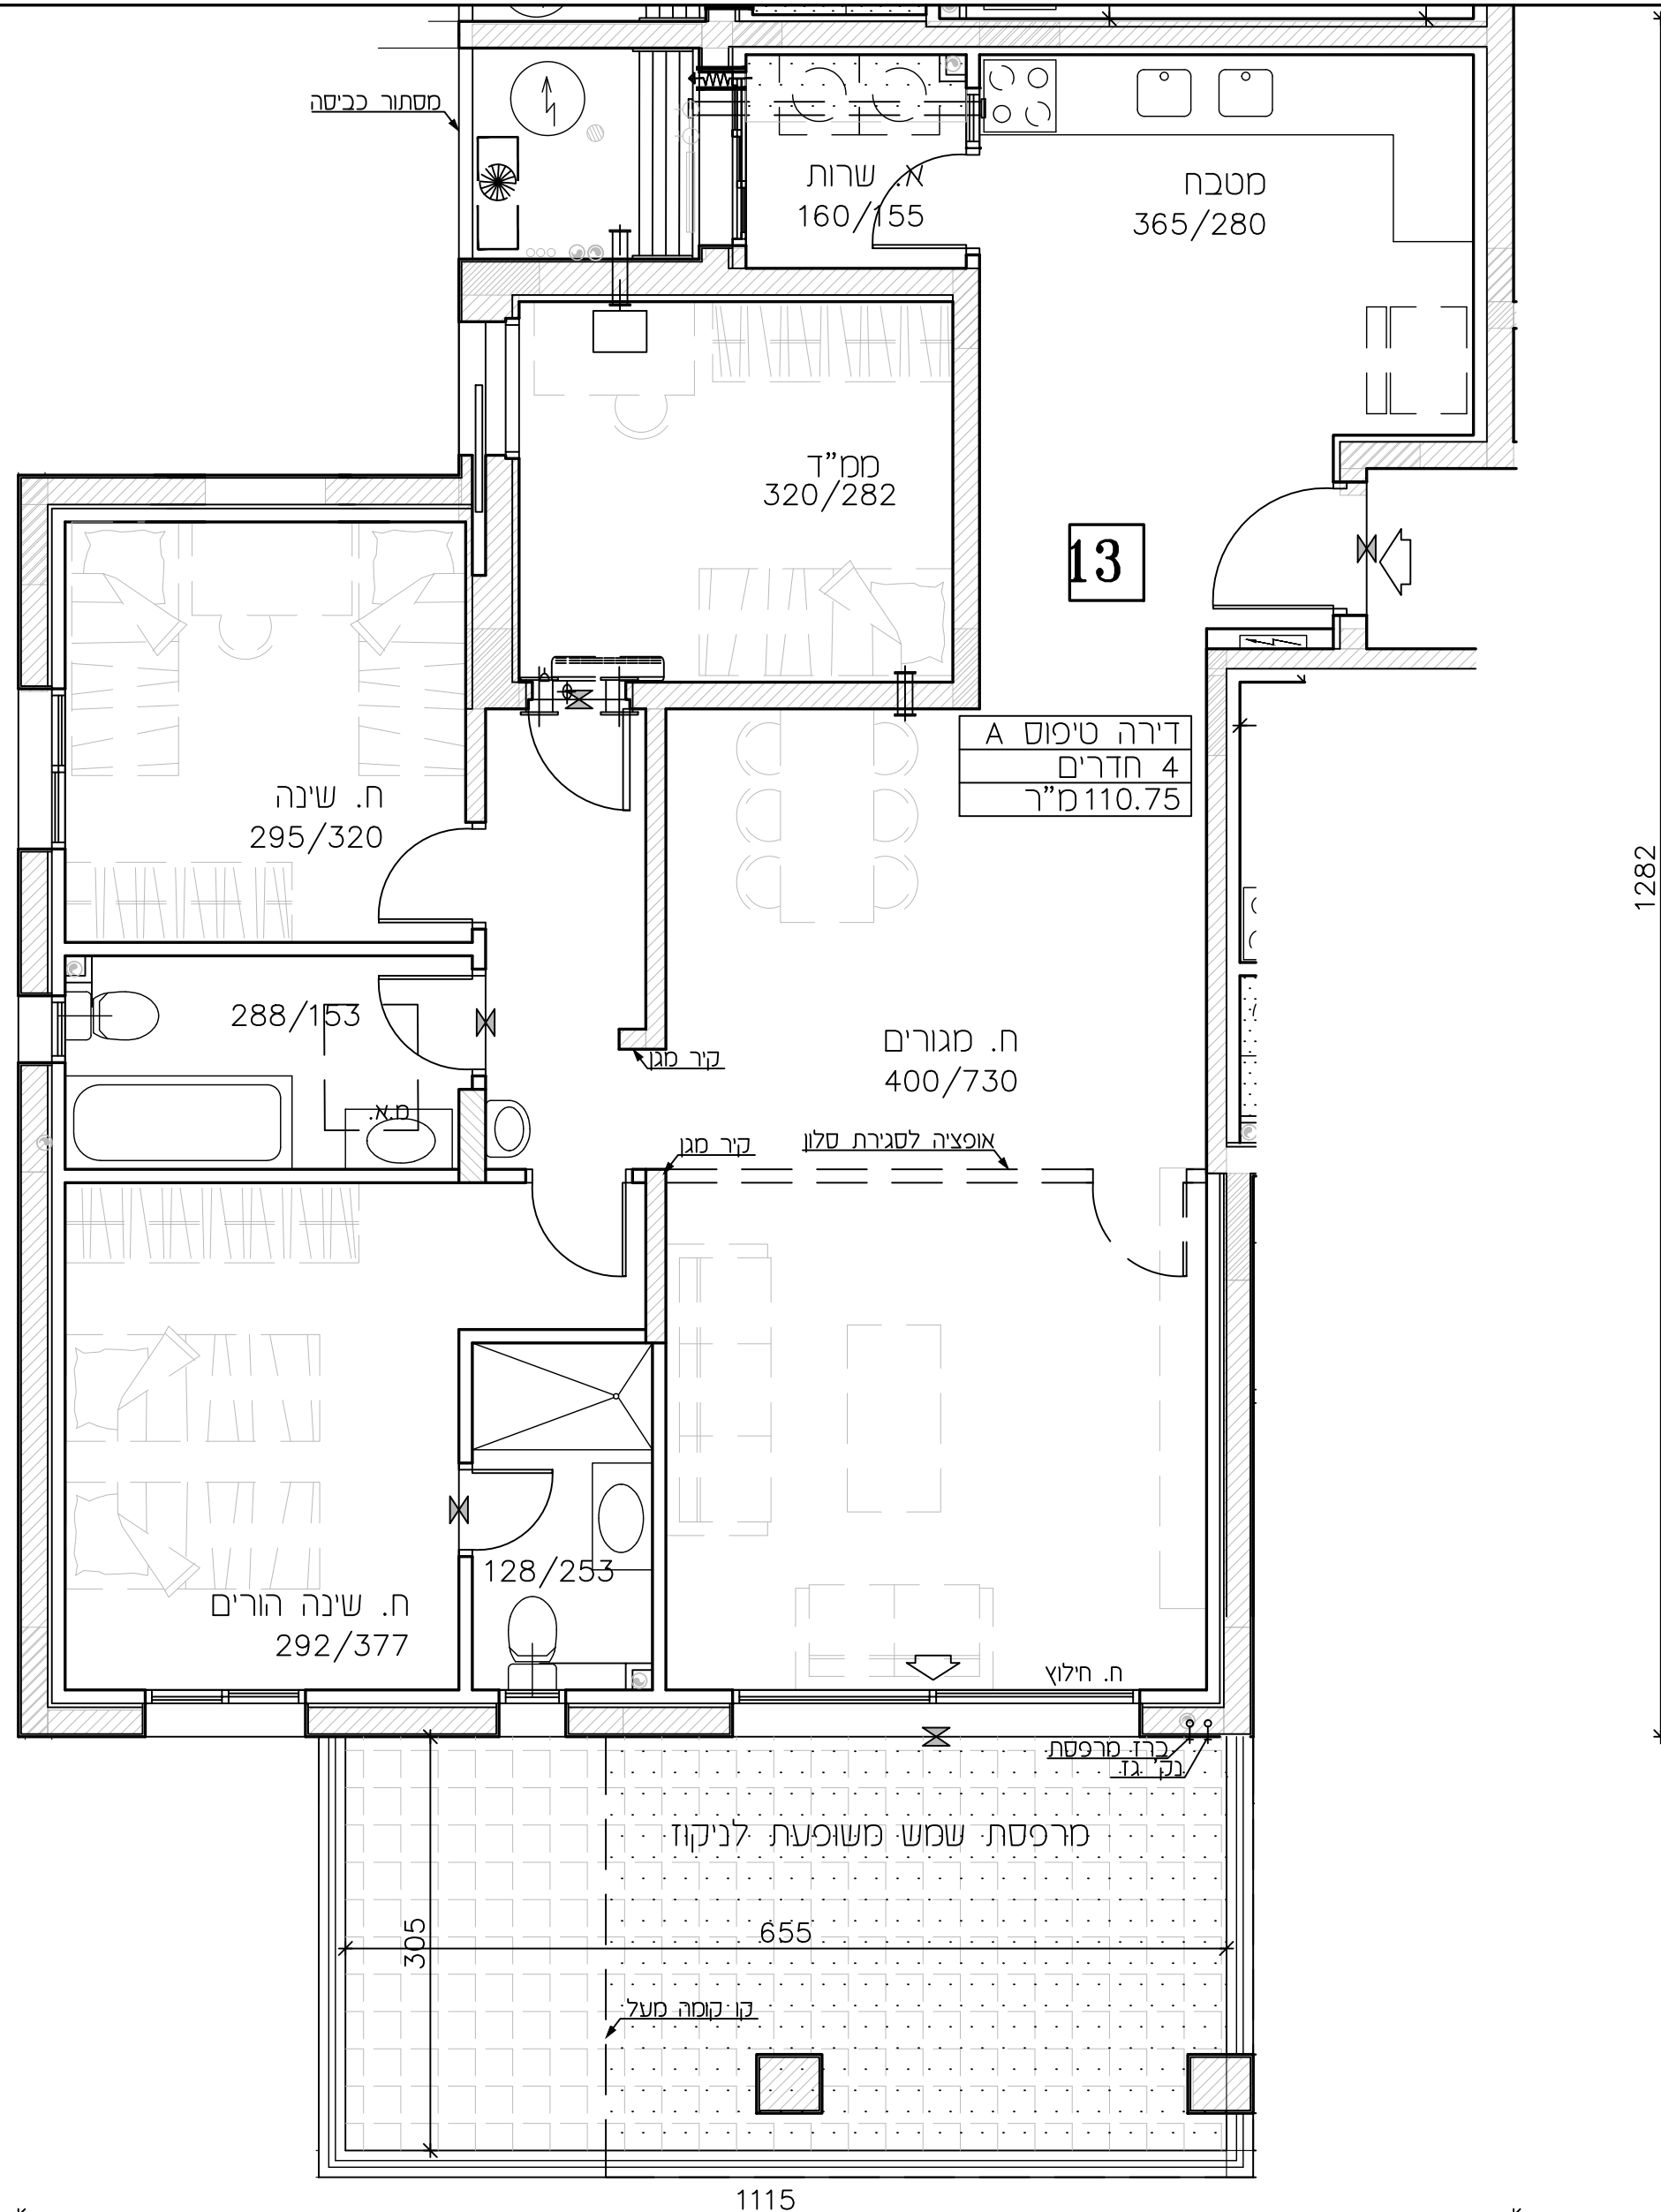 מסתור כביסה
א. שרות
160/155
מטבח
365/280
ממ"ד
320/282
13
דירה טיפוס A
4 חדרים
110.75 מ"ר
ח. שינה
295/320
1282
288/153
מ.א.
קיר מגן
ח. מגורים
400/730
קיר מגן
אופציה לסגירת סלון
128/253
ח. שינה הורים
292/377
ח. חילוץ
ברז מרפסת
נק' גז
מרפסת שמש משופעת לניקוז
305
655
קו קומה מעל
1115